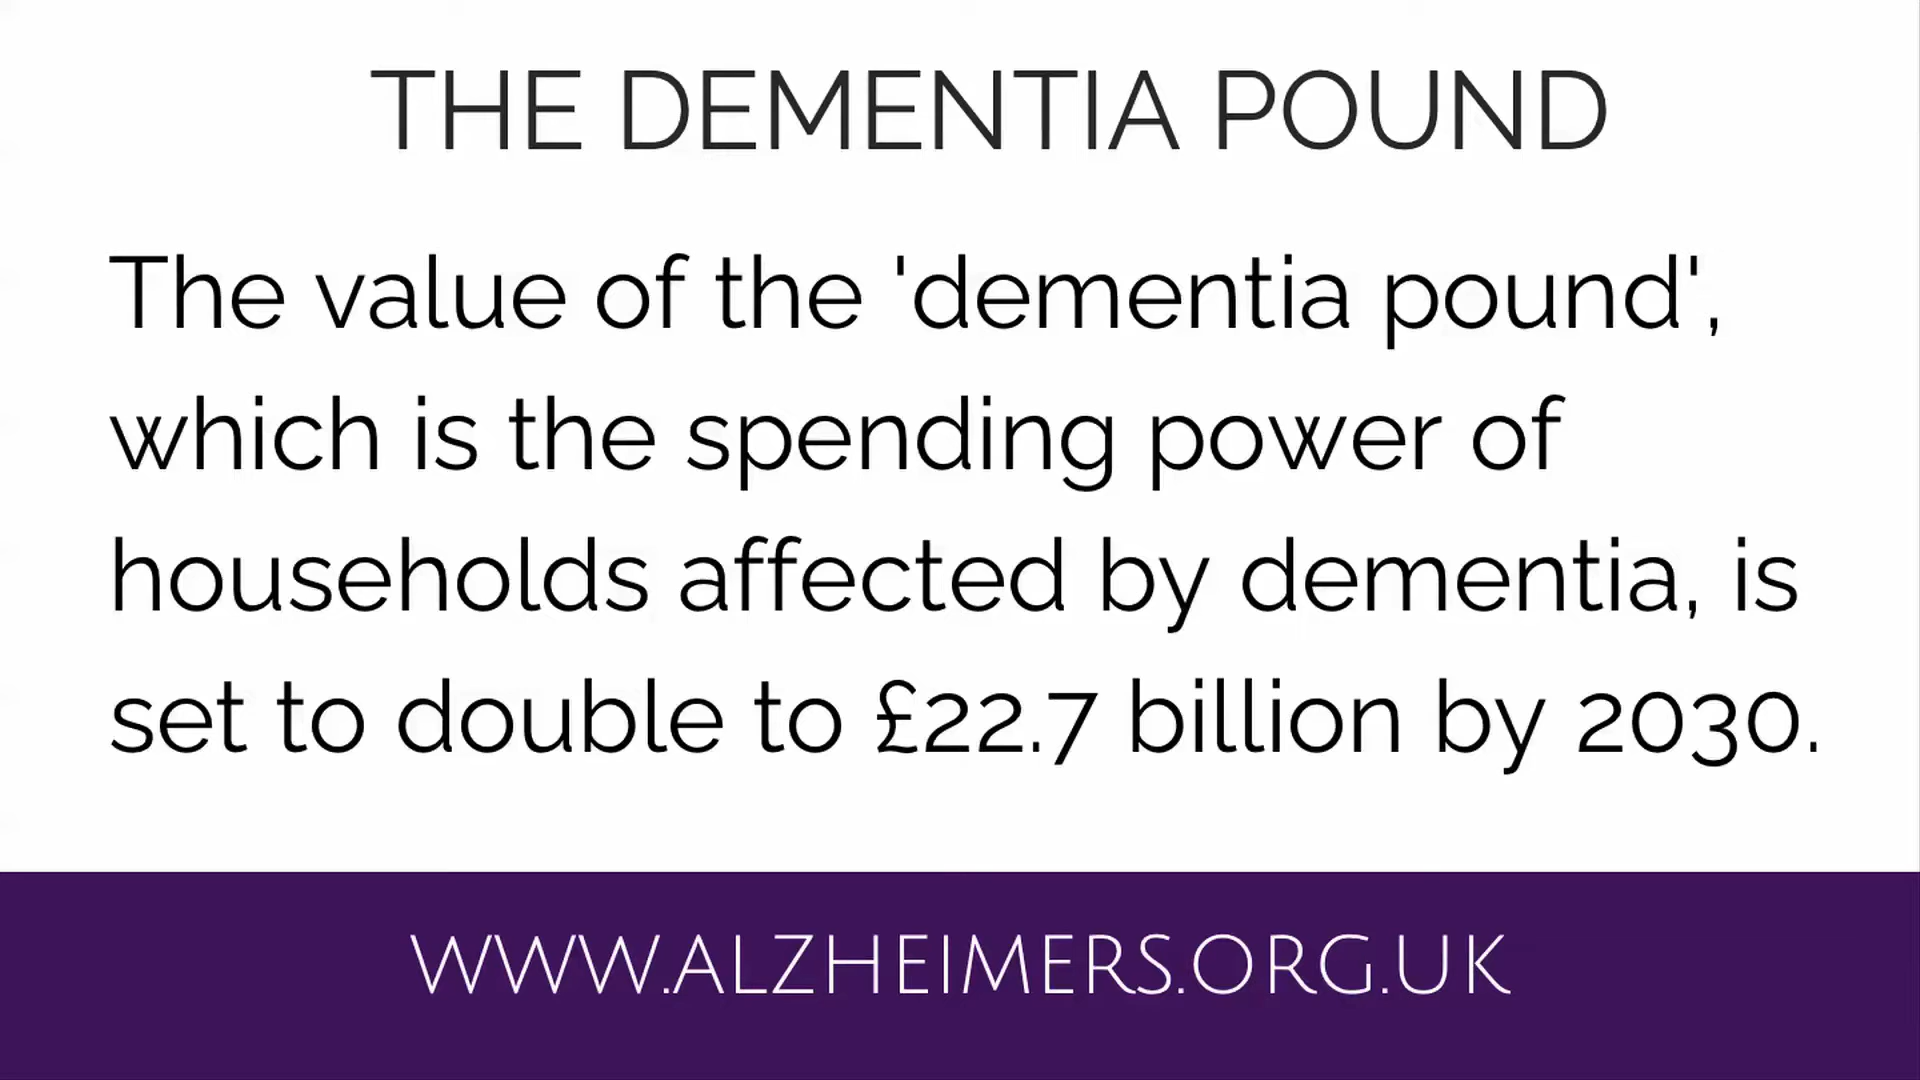 THE DEMENTIA POUND
The value of the 'dementia pound',
which is the spending power of
households affected by dementia, is
set to double to £22.7 billion by 2030.
WWW.ALZHEIMERS.ORG.UK